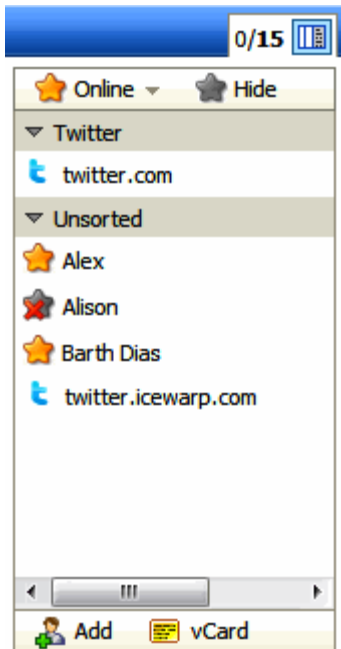 0/15
Online Hide
Twitter
twitter.com
Unsorted
Alex
Alison
Barth Dias
twitter.icewarp.com
Add vCard